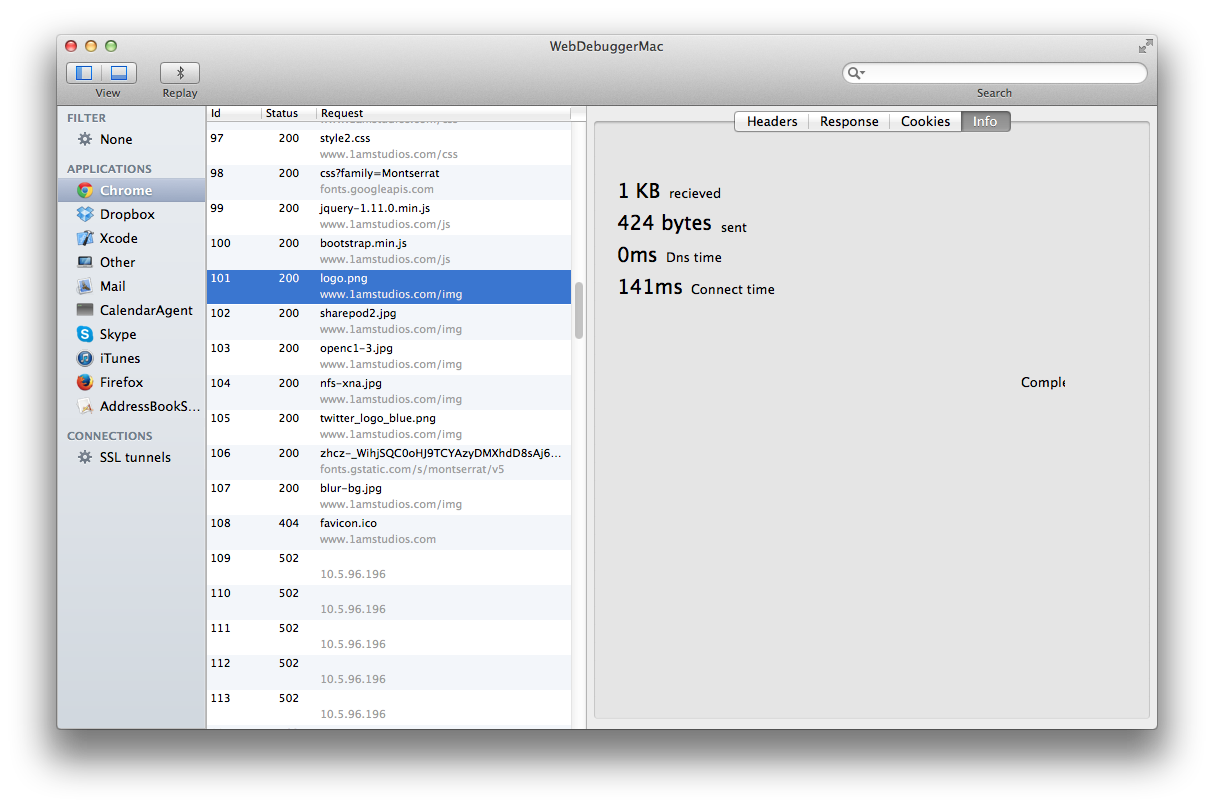 WebDebuggerMac
View
Replay
Search
FILTER
None
APPLICATIONS
Chrome
Dropbox
Xcode
Other
Mail
CalendarAgent
Skype
iTunes
Firefox
AddressBookS...
CONNECTIONS
SSL tunnels
Id Status Request
97 200 style2.css
www.1amstudios.com/css
98 200 css?family=Montserrat
fonts.googleapis.com
99 200 jquery-1.11.0.min.js
www.1amstudios.com/js
100 200 bootstrap.min.js
www.1amstudios.com/js
101 200 logo.png
www.1amstudios.com/img
102 200 sharepod2.jpg
www.1amstudios.com/img
103 200 openc1-3.jpg
www.1amstudios.com/img
104 200 nfs-xna.jpg
www.1amstudios.com/img
105 200 twitter_logo_blue.png
www.1amstudios.com/img
106 200 zhcz-_WihjSQC0oHJ9TCYAzyDMXhdD8sAj6...
fonts.gstatic.com/s/montserrat/v5
107 200 blur-bg.jpg
www.1amstudios.com/img
108 404 favicon.ico
www.1amstudios.com
109 502
10.5.96.196
110 502
10.5.96.196
111 502
10.5.96.196
112 502
10.5.96.196
113 502
10.5.96.196
Headers Response Cookies Info
1 KB recieved
424 bytes sent
0ms Dns time
141ms Connect time
Comple